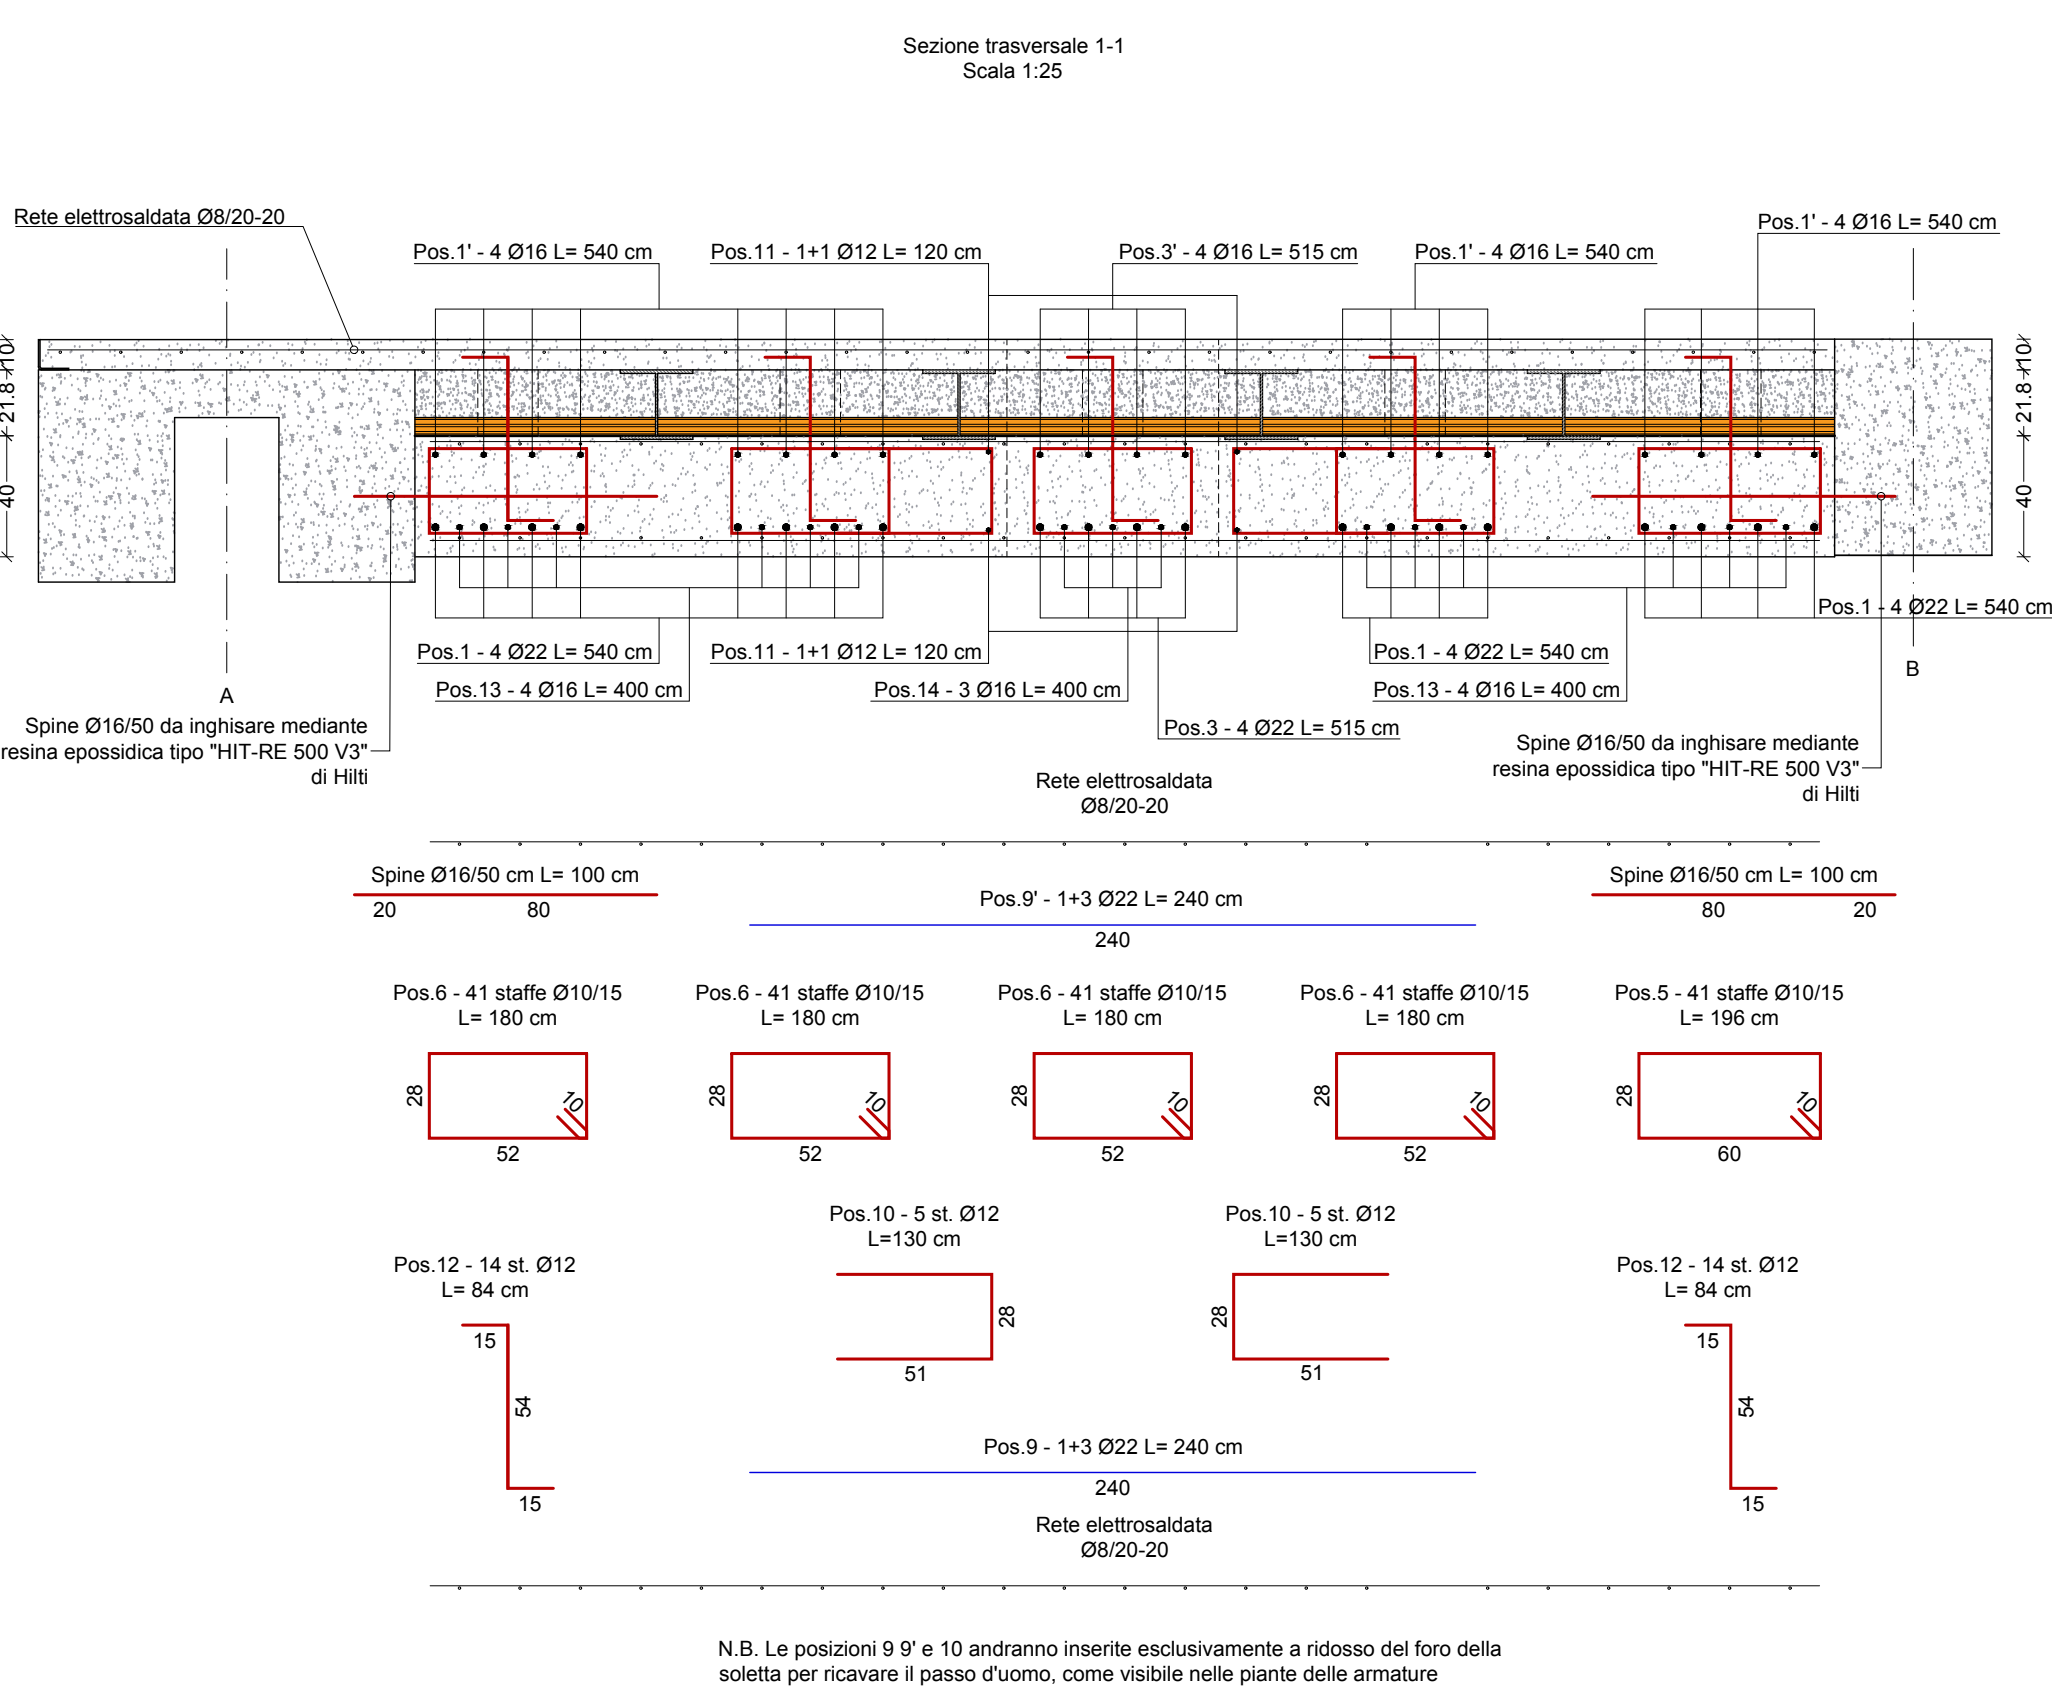 Sezione trasversale 1-1
Scala 1:25
Rete elettrosaldata Ø8/20-20
Pos.1' - 4 Ø16 L= 540 cm
Pos.11 - 1+1 Ø12 L= 120 cm
Pos.3' - 4 Ø16 L= 515 cm
Pos.1' - 4 Ø16 L= 540 cm
Pos.1' - 4 Ø16 L= 540 cm
10
21.8
40
10
21.8
40
Pos.1 - 4 Ø22 L= 540 cm
Pos.1 - 4 Ø22 L= 540 cm
Pos.11 - 1+1 Ø12 L= 120 cm
Pos.1 - 4 Ø22 L= 540 cm
A
B
Pos.13 - 4 Ø16 L= 400 cm
Pos.14 - 3 Ø16 L= 400 cm
Pos.13 - 4 Ø16 L= 400 cm
Pos.3 - 4 Ø22 L= 515 cm
Spine Ø16/50 da inghisare mediante
resina epossidica tipo "HIT-RE 500 V3"
di Hilti
Spine Ø16/50 da inghisare mediante
resina epossidica tipo "HIT-RE 500 V3"
di Hilti
Rete elettrosaldata
Ø8/20-20
Spine Ø16/50 cm L= 100 cm
20 80
Pos.9' - 1+3 Ø22 L= 240 cm
240
Spine Ø16/50 cm L= 100 cm
80 20
Pos.6 - 41 staffe Ø10/15
L= 180 cm
28
10
52
Pos.6 - 41 staffe Ø10/15
L= 180 cm
28
10
52
Pos.6 - 41 staffe Ø10/15
L= 180 cm
28
10
52
Pos.6 - 41 staffe Ø10/15
L= 180 cm
28
10
52
Pos.5 - 41 staffe Ø10/15
L= 196 cm
28
10
60
Pos.10 - 5 st. Ø12
L=130 cm
28
51
Pos.10 - 5 st. Ø12
L=130 cm
28
51
Pos.12 - 14 st. Ø12
L= 84 cm
15
54
15
Pos.12 - 14 st. Ø12
L= 84 cm
15
54
15
Pos.9 - 1+3 Ø22 L= 240 cm
240
Rete elettrosaldata
Ø8/20-20
N.B. Le posizioni 9 9' e 10 andranno inserite esclusivamente a ridosso del foro della
soletta per ricavare il passo d'uomo, come visibile nelle piante delle armature